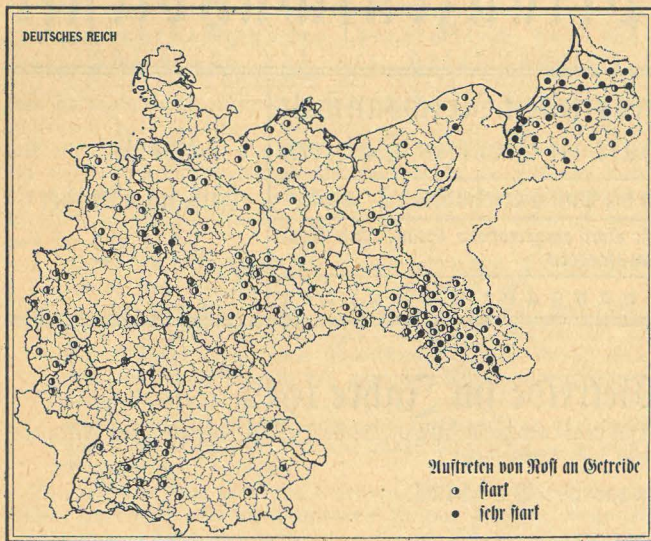 DEUTSCHES REICH
Auftreten von Rost an Getreide
stark
sehr stark